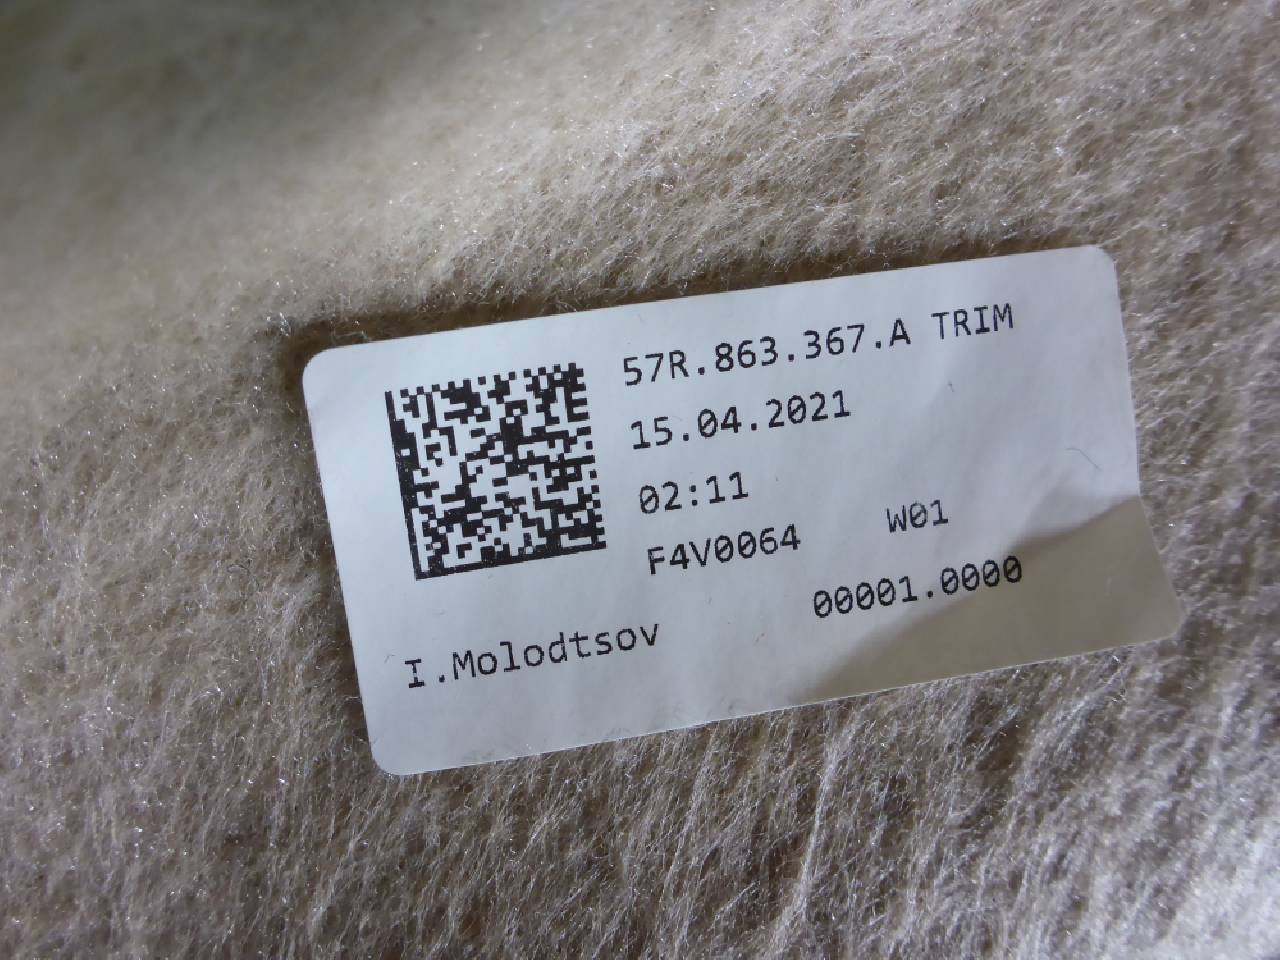 57R.863.367.A TRIM
15.04.2021
02:11
F4V0064 W01
00001.0000
I.Molodtsov